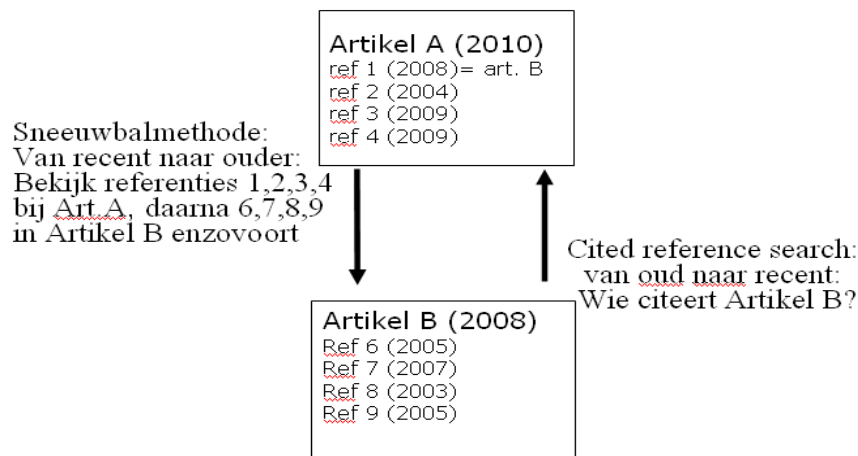 Artikel A (2010)
ref 1 (2008)= art. B
ref 2 (2004)
ref 3 (2009)
ref 4 (2009)
Sneeuwbalmethode:
Van recent naar ouder:
Bekijk referenties 1,2,3,4
bij Art.A, daarna 6,7,8,9
in Artikel B enzovoort
Cited reference search:
van oud naar recent:
Wie citeert Artikel B?
Artikel B (2008)
Ref 6 (2005)
Ref 7 (2007)
Ref 8 (2003)
Ref 9 (2005)